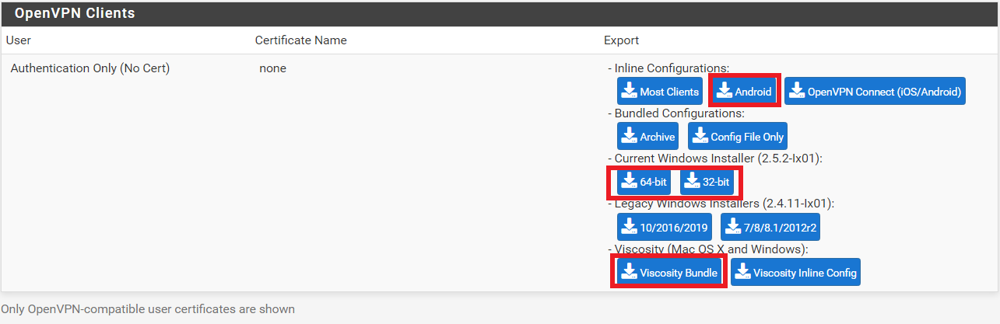 OpenVPN Clients
User Certificate Name Export
Authentication Only (No Cert) none - Inline Configurations:
Most Clients Android OpenVPN Connect (iOS/Android)
- Bundled Configurations:
Archive Config File Only
- Current Windows Installer (2.5.2-Ix01):
64-bit 32-bit
- Legacy Windows Installers (2.4.11-Ix01):
10/2016/2019 7/8/8.1/2012r2
- Viscosity (Mac OS X and Windows):
Viscosity Bundle Viscosity Inline Config
Only OpenVPN-compatible user certificates are shown